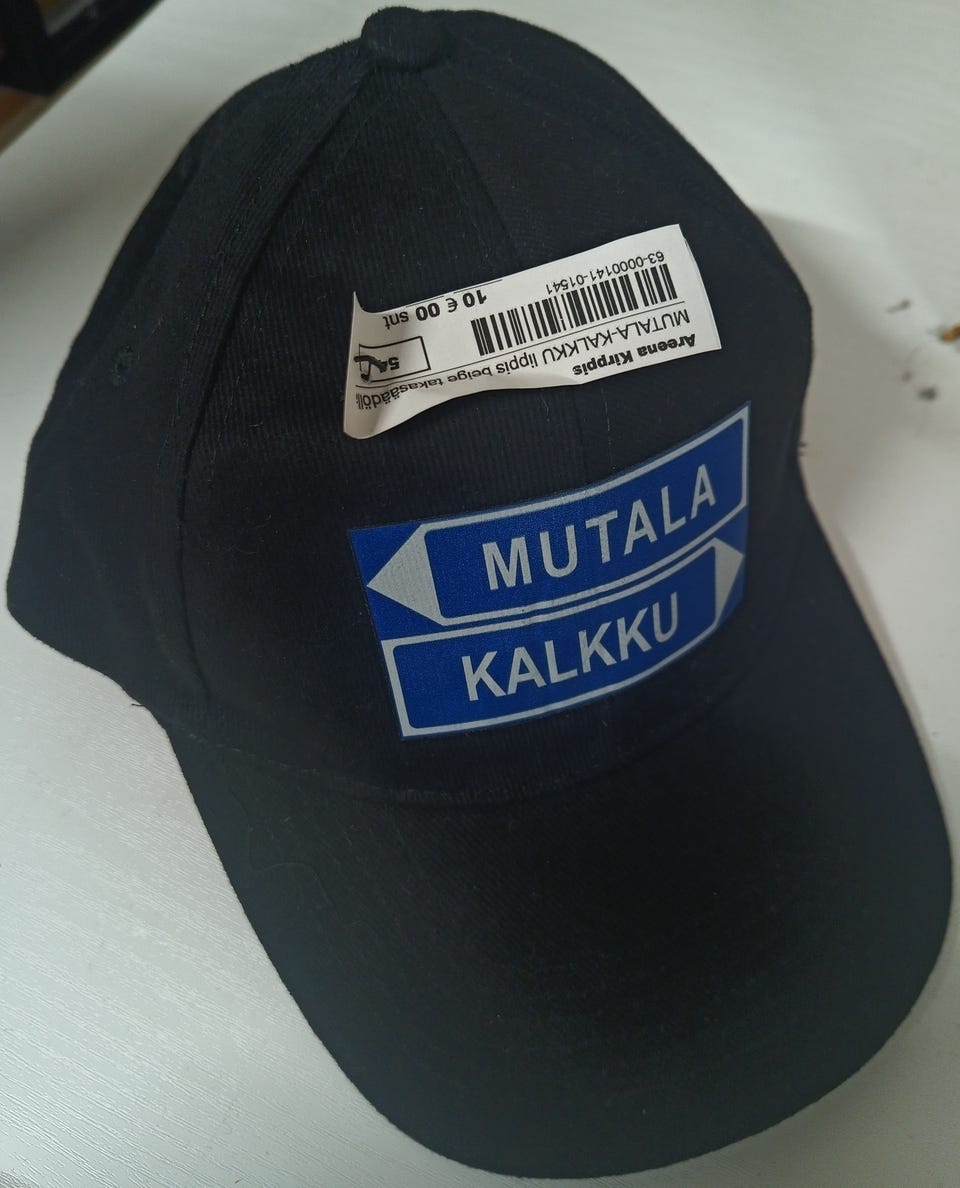 Areena Kirppis
MUTALA-KALKKU lippis beige takasäädöll
63-0000141-01541
10 € 00 snt
MUTALA
KALKKU